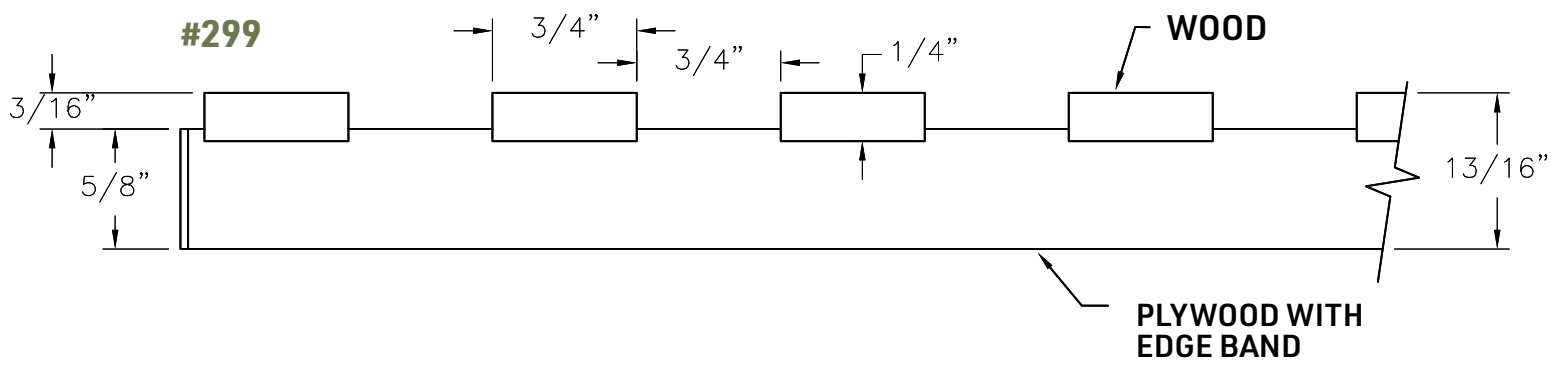 #299
3/4”
3/4”
1/4”
WOOD
3/16”
5/8”
13/16”
PLYWOOD WITH
EDGE BAND